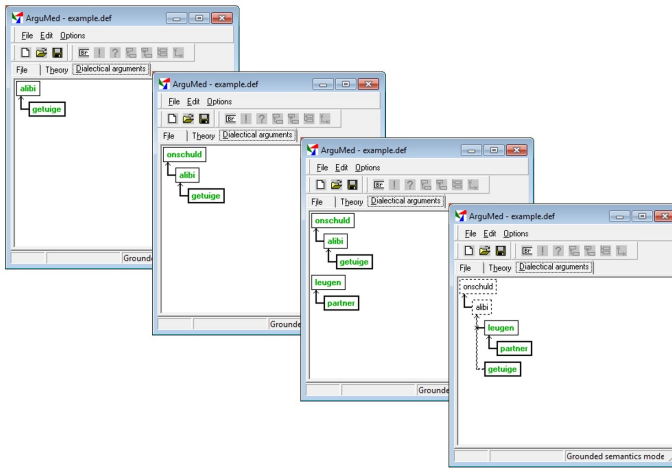 ArguMed - example.def
File Edit Options
File Theory Dialectical arguments
alibi
getuige
Grounde
ArguMed - example.def
File Edit Options
File Theory Dialectical arguments
onschuld
alibi
getuige
Grounde
ArguMed - example.def
File Edit Options
File Theory Dialectical arguments
onschuld
alibi
getuige
leugen
partner
Grounde
ArguMed - example.def
File Edit Options
File Theory Dialectical arguments
onschuld
alibi
leugen
partner
getuige
Grounded semantics mode